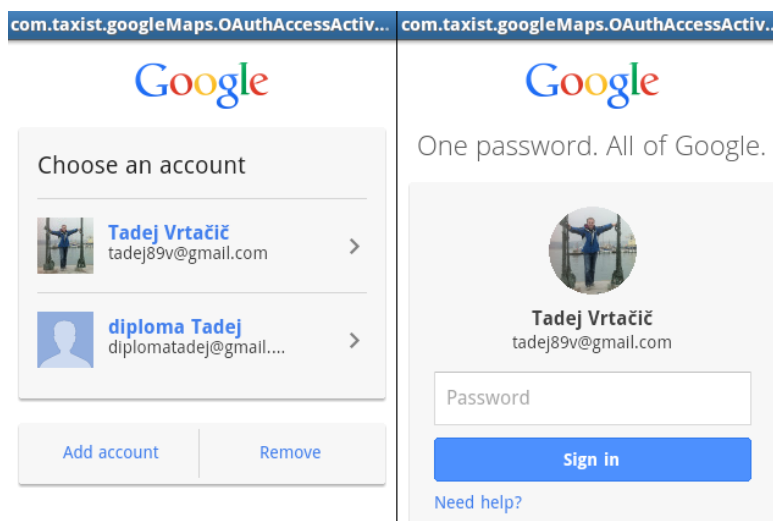 com.taxist.googleMaps.OAuthAccessActiv...
Google
Choose an account
Tadej Vrtačič
tadej89v@gmail.com
diploma Tadej
diplomatadej@gmail....
Add account
Remove
com.taxist.googleMaps.OAuthAccessActiv..
Google
One password. All of Google.
Tadej Vrtačič
tadej89v@gmail.com
Password
Sign in
Need help?